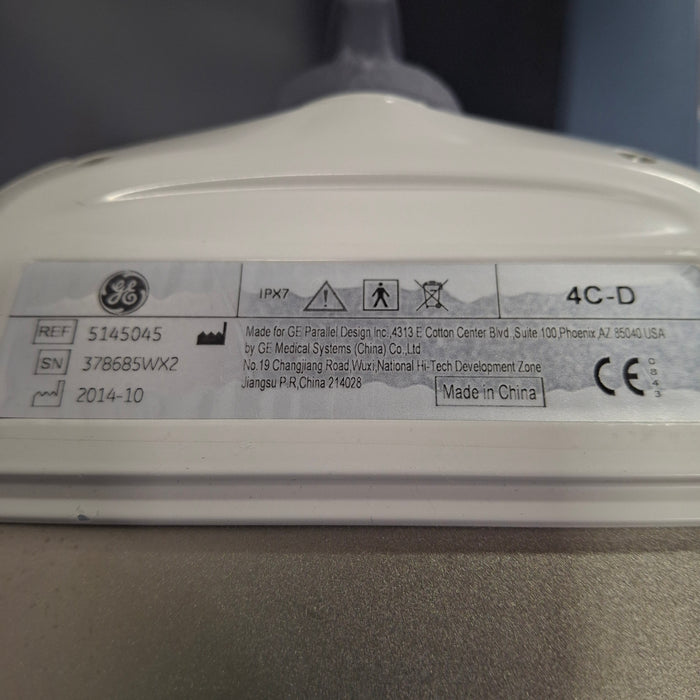 GE
IPX7
4C-D
REF 5145045
SN 378685WX2
2014-10
Made for GE Parallel Design Inc.,4313 E Cotton Center Blvd.,Suite 100,Phoenix,AZ 85040 USA
by GE Medical Systems (China) Co.,Ltd
No.19 Changjiang Road,Wuxi,National Hi-Tech Development Zone
Jiangsu P.R,China 214028
Made in China
CE 0843